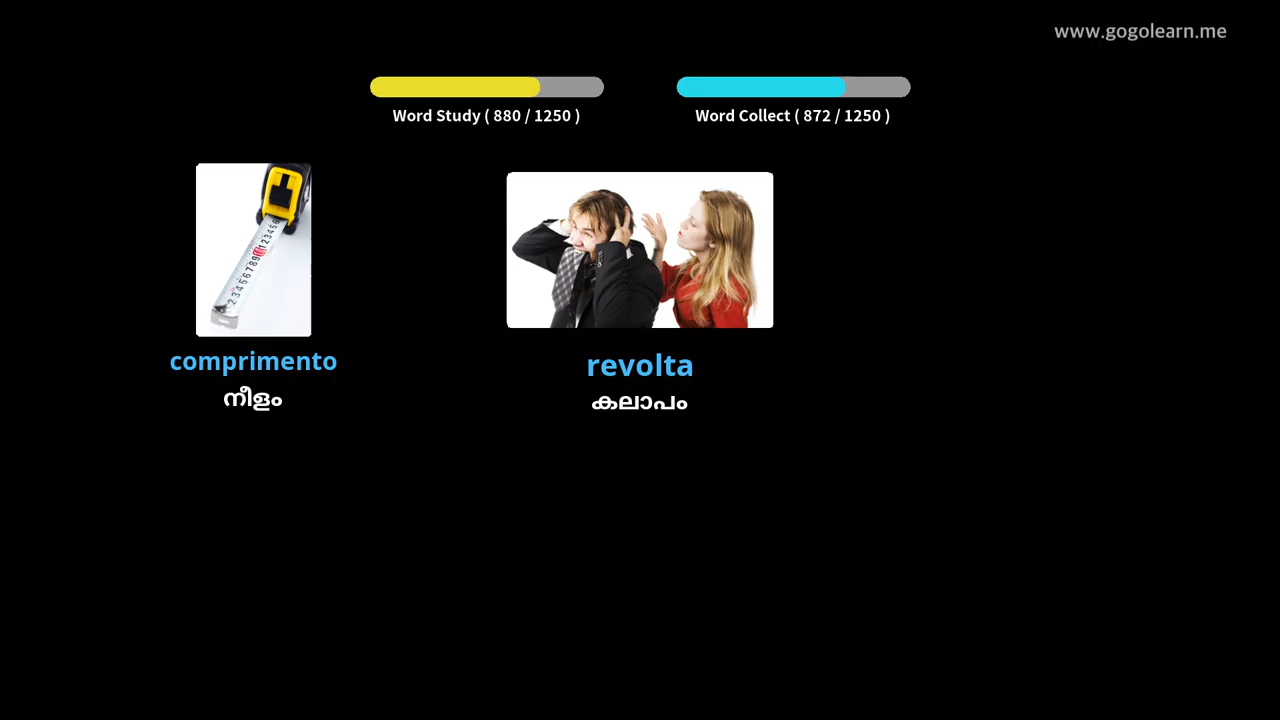 www.gogolearn.me
Word Study ( 880 / 1250 )
Word Collect ( 872 / 1250 )
comprimento
നീളം
revolta
കലാപം